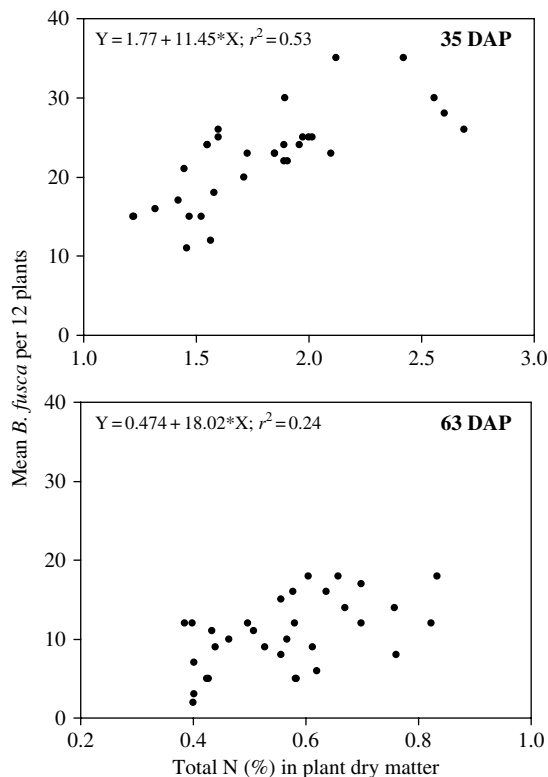 40
Y = 1.77 + 11.45*X; r² = 0.53
35 DAP
30
20
10
0
1.0 1.5 2.0 2.5 3.0
Mean B. fusca per 12 plants
40
Y = 0.474 + 18.02*X; r² = 0.24
63 DAP
30
20
10
0
0.2 0.4 0.6 0.8 1.0
Total N (%) in plant dry matter